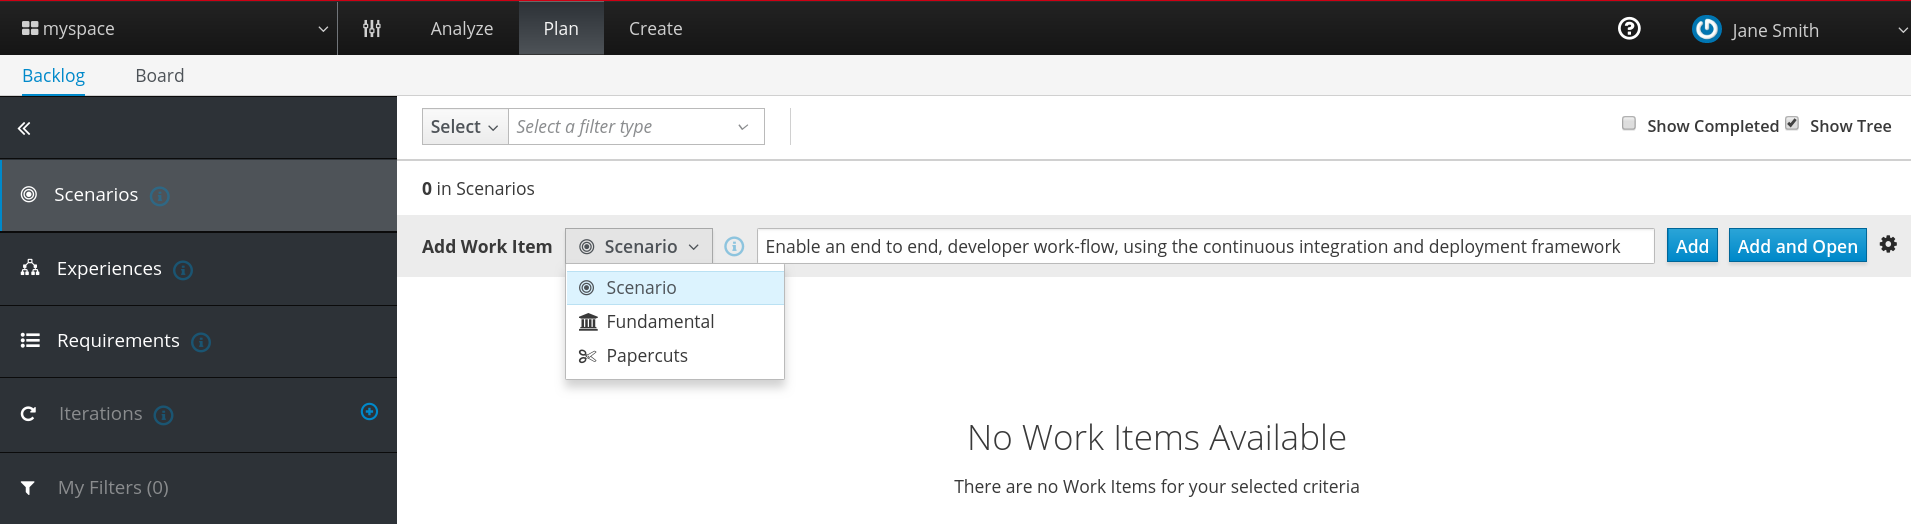 myspace
Analyze
Plan
Create
Jane Smith
Backlog
Board
Select
Select a filter type
Show Completed
Show Tree
Scenarios
0 in Scenarios
Add Work Item
Scenario
Enable an end to end, developer work-flow, using the continuous integration and deployment framework
Add
Add and Open
Experiences
Scenario
Fundamental
Papercuts
Requirements
Iterations
My Filters (0)
No Work Items Available
There are no Work Items for your selected criteria